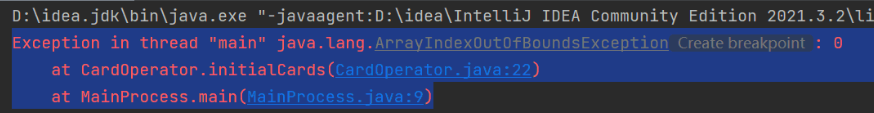 D:\idea.jdk\bin\java.exe "-javaagent:D:\idea\IntelliJ IDEA Community Edition 2021.3.2\li
Exception in thread "main" java.lang.ArrayIndexOutOfBoundsException Create breakpoint : 0
    at CardOperator.initialCards(CardOperator.java:22)
    at MainProcess.main(MainProcess.java:9)